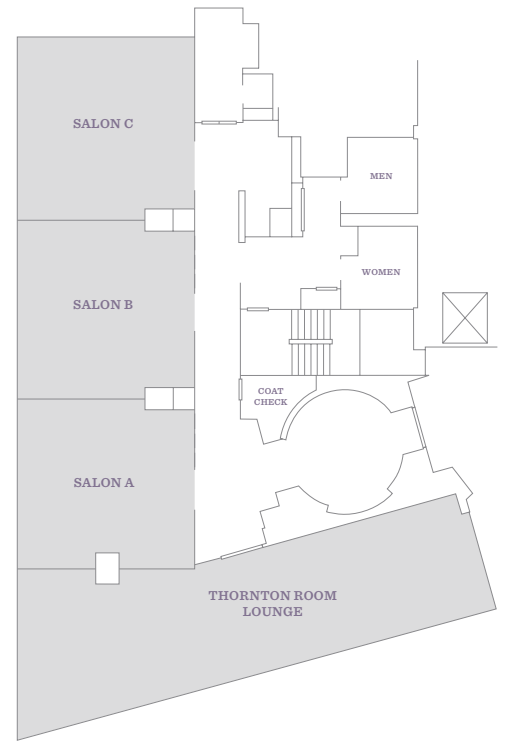 SALON C
MEN
WOMEN
SALON B
COAT
CHECK
SALON A
THORNTON ROOM
LOUNGE